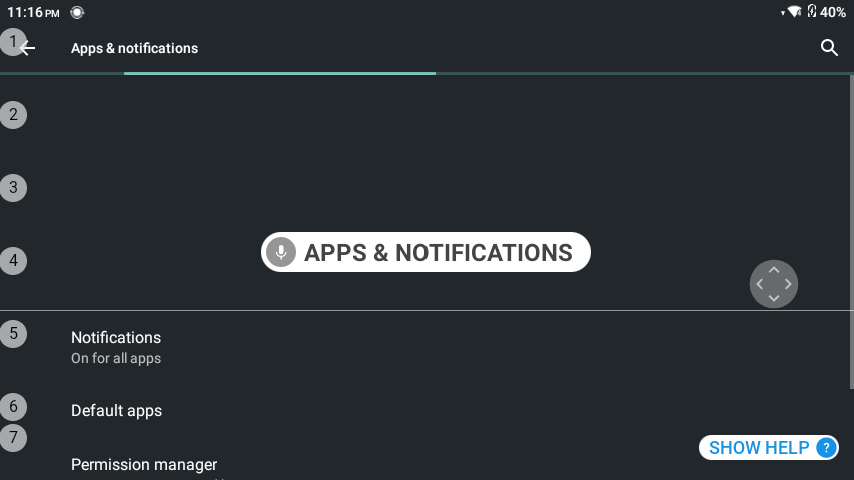 11:16 PM 40%
1 Apps & notifications
2
3
APPS & NOTIFICATIONS
4
5 Notifications
On for all apps
6 Default apps
7
SHOW HELP ?
Permission manager